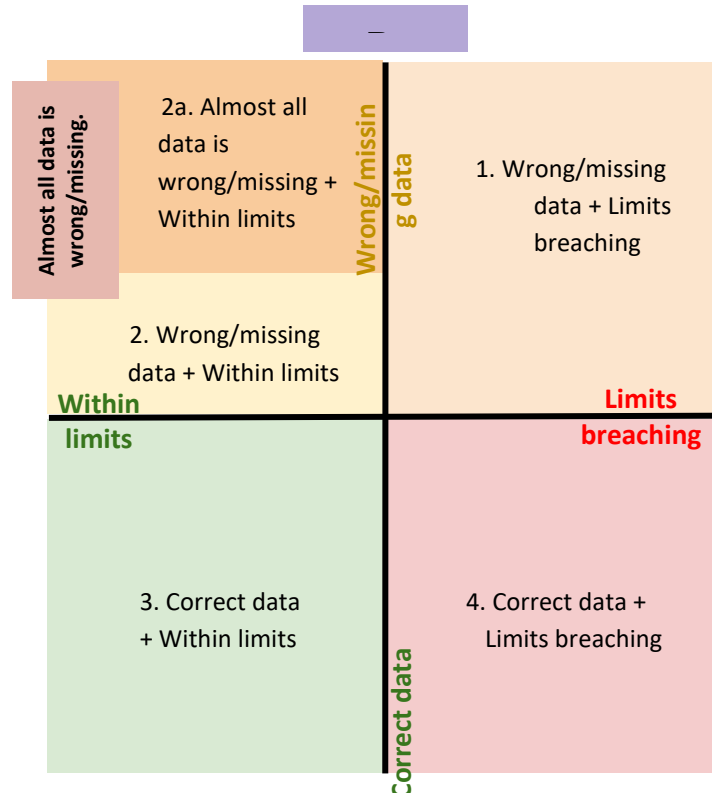 —
Almost all data is
wrong/missing.
2a. Almost all
data is
wrong/missing +
Within limits
Wrong/missin
g data
1. Wrong/missing
data + Limits
breaching
2. Wrong/missing
data + Within limits
Within
limits
Limits
breaching
3. Correct data
+ Within limits
4. Correct data +
Limits breaching
Correct data